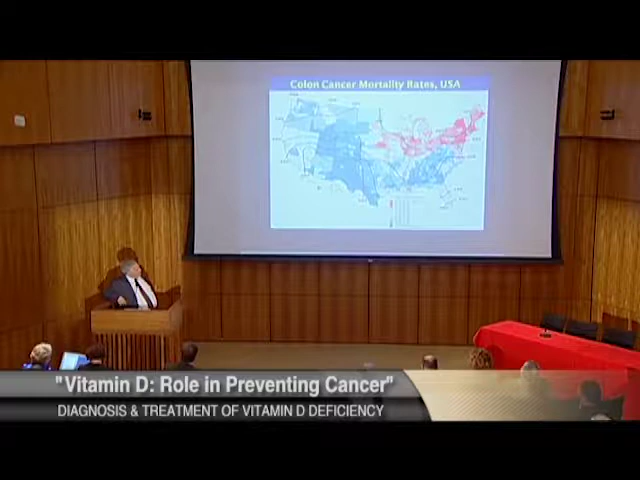 Colon Cancer Mortality Rates, USA
"Vitamin D: Role in Preventing Cancer"
DIAGNOSIS & TREATMENT OF VITAMIN D DEFICIENCY